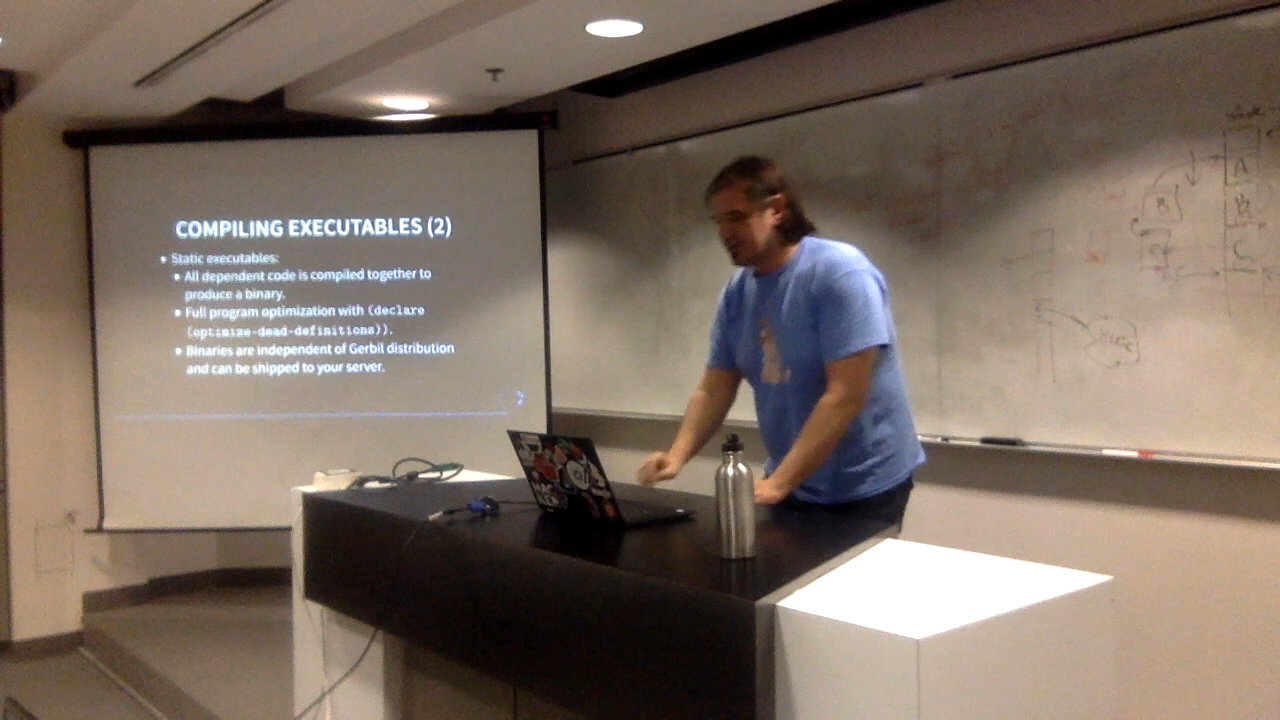 COMPILING EXECUTABLES (2)
• Static executables:
• All dependent code is compiled together to
produce a binary.
• Full program optimization with (declare
(optimize-dead-definitions)).
• Binaries are independent of Gerbil distribution
and can be shipped to your server.
A
B
C
R